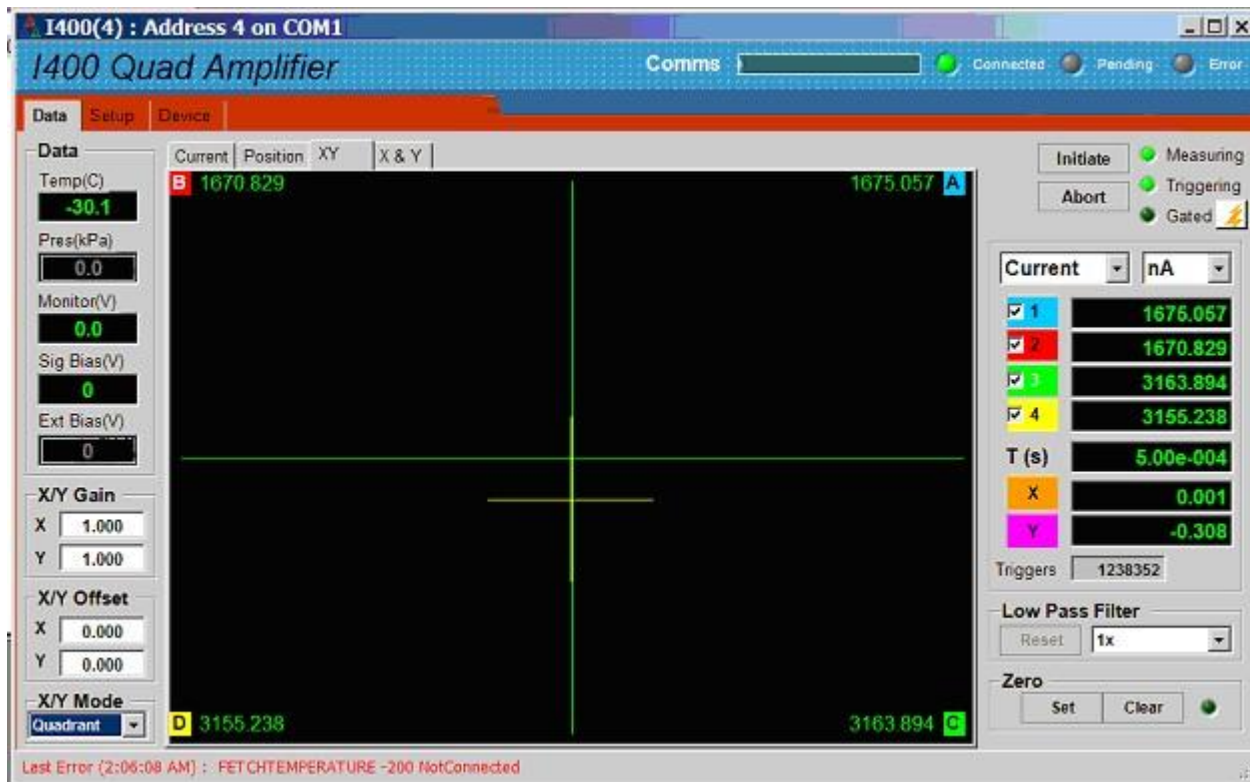 I400(4) : Address 4 on COM1
I400 Quad Amplifier
Comms
Connected
Pending
Error
Data
Setup
Device
Data
Temp(C)
-30.1
Pres(kPa)
0.0
Monitor(V)
0.0
Sig Bias(V)
0
Ext Bias(V)
0
X/Y Gain
X 1.000
Y 1.000
X/Y Offset
X 0.000
Y 0.000
X/Y Mode
Quadrant
Current
Position
XY
X & Y
B 1670.829
1675.057 A
D 3155.238
3163.894 C
Initiate
Abort
Measuring
Triggering
Gated
Current
nA
1 1675.057
2 1670.829
3 3163.894
4 3155.238
T (s) 5.00e-004
X 0.001
Y -0.308
Triggers 1238352
Low Pass Filter
Reset
1x
Zero
Set
Clear
Last Error (2:06:08 AM) : FETCHTEMPERATURE -200 NotConnected